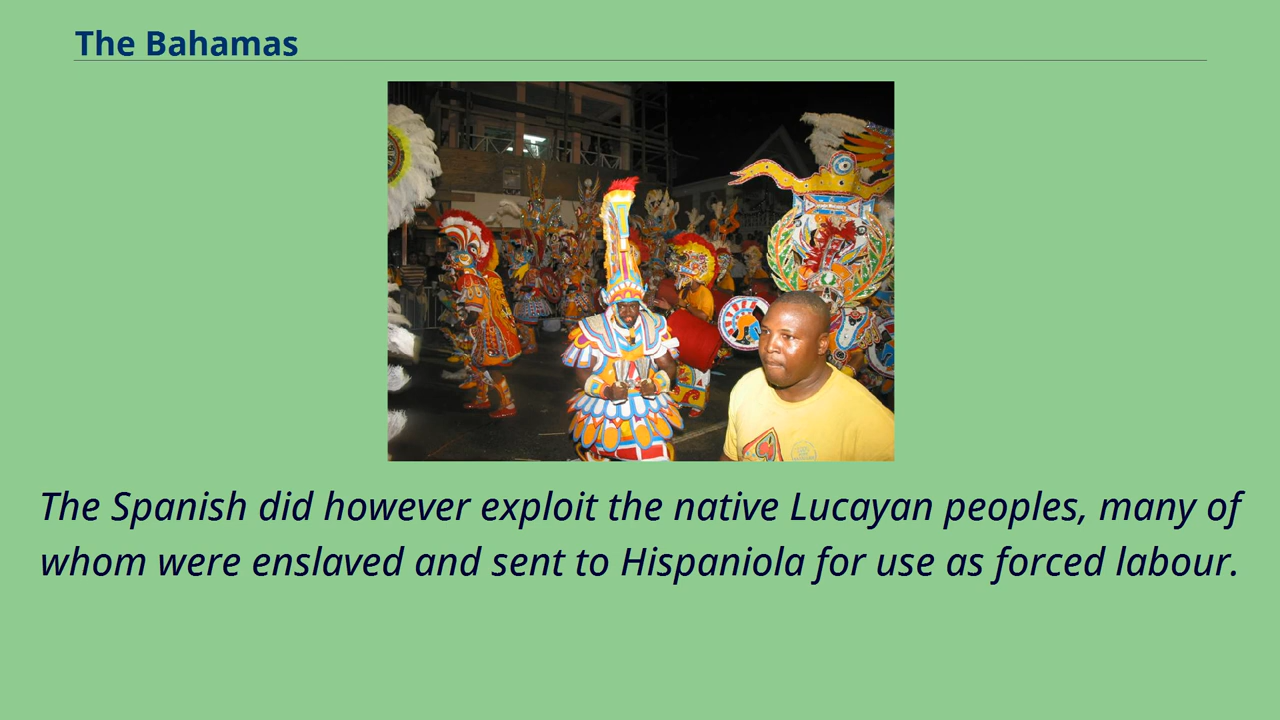 The Bahamas
The Spanish did however exploit the native Lucayan peoples, many of
whom were enslaved and sent to Hispaniola for use as forced labour.